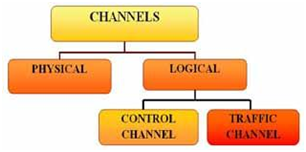 CHANNELS
PHYSICAL
LOGICAL
CONTROL
CHANNEL
TRAFFIC
CHANNEL